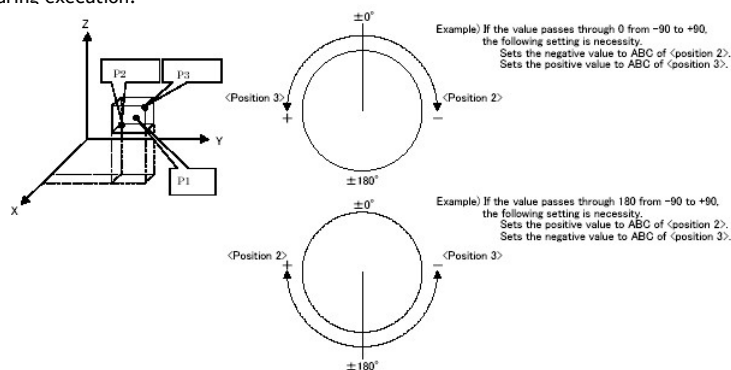 aring execution.
Z
P2
P3
Y
P1
X
±0°
<Position 3>
<Position 2>
+
−
±180°
Example) If the value passes through 0 from -90 to +90,
the following setting is necessity.
Sets the negative value to ABC of <position 2>.
Sets the positive value to ABC of <position 3>.
±0°
<Position 2>
<Position 3>
+
−
±180°
Example) If the value passes through 180 from -90 to +90,
the following setting is necessity.
Sets the positive value to ABC of <position 2>.
Sets the negative value to ABC of <position 3>.